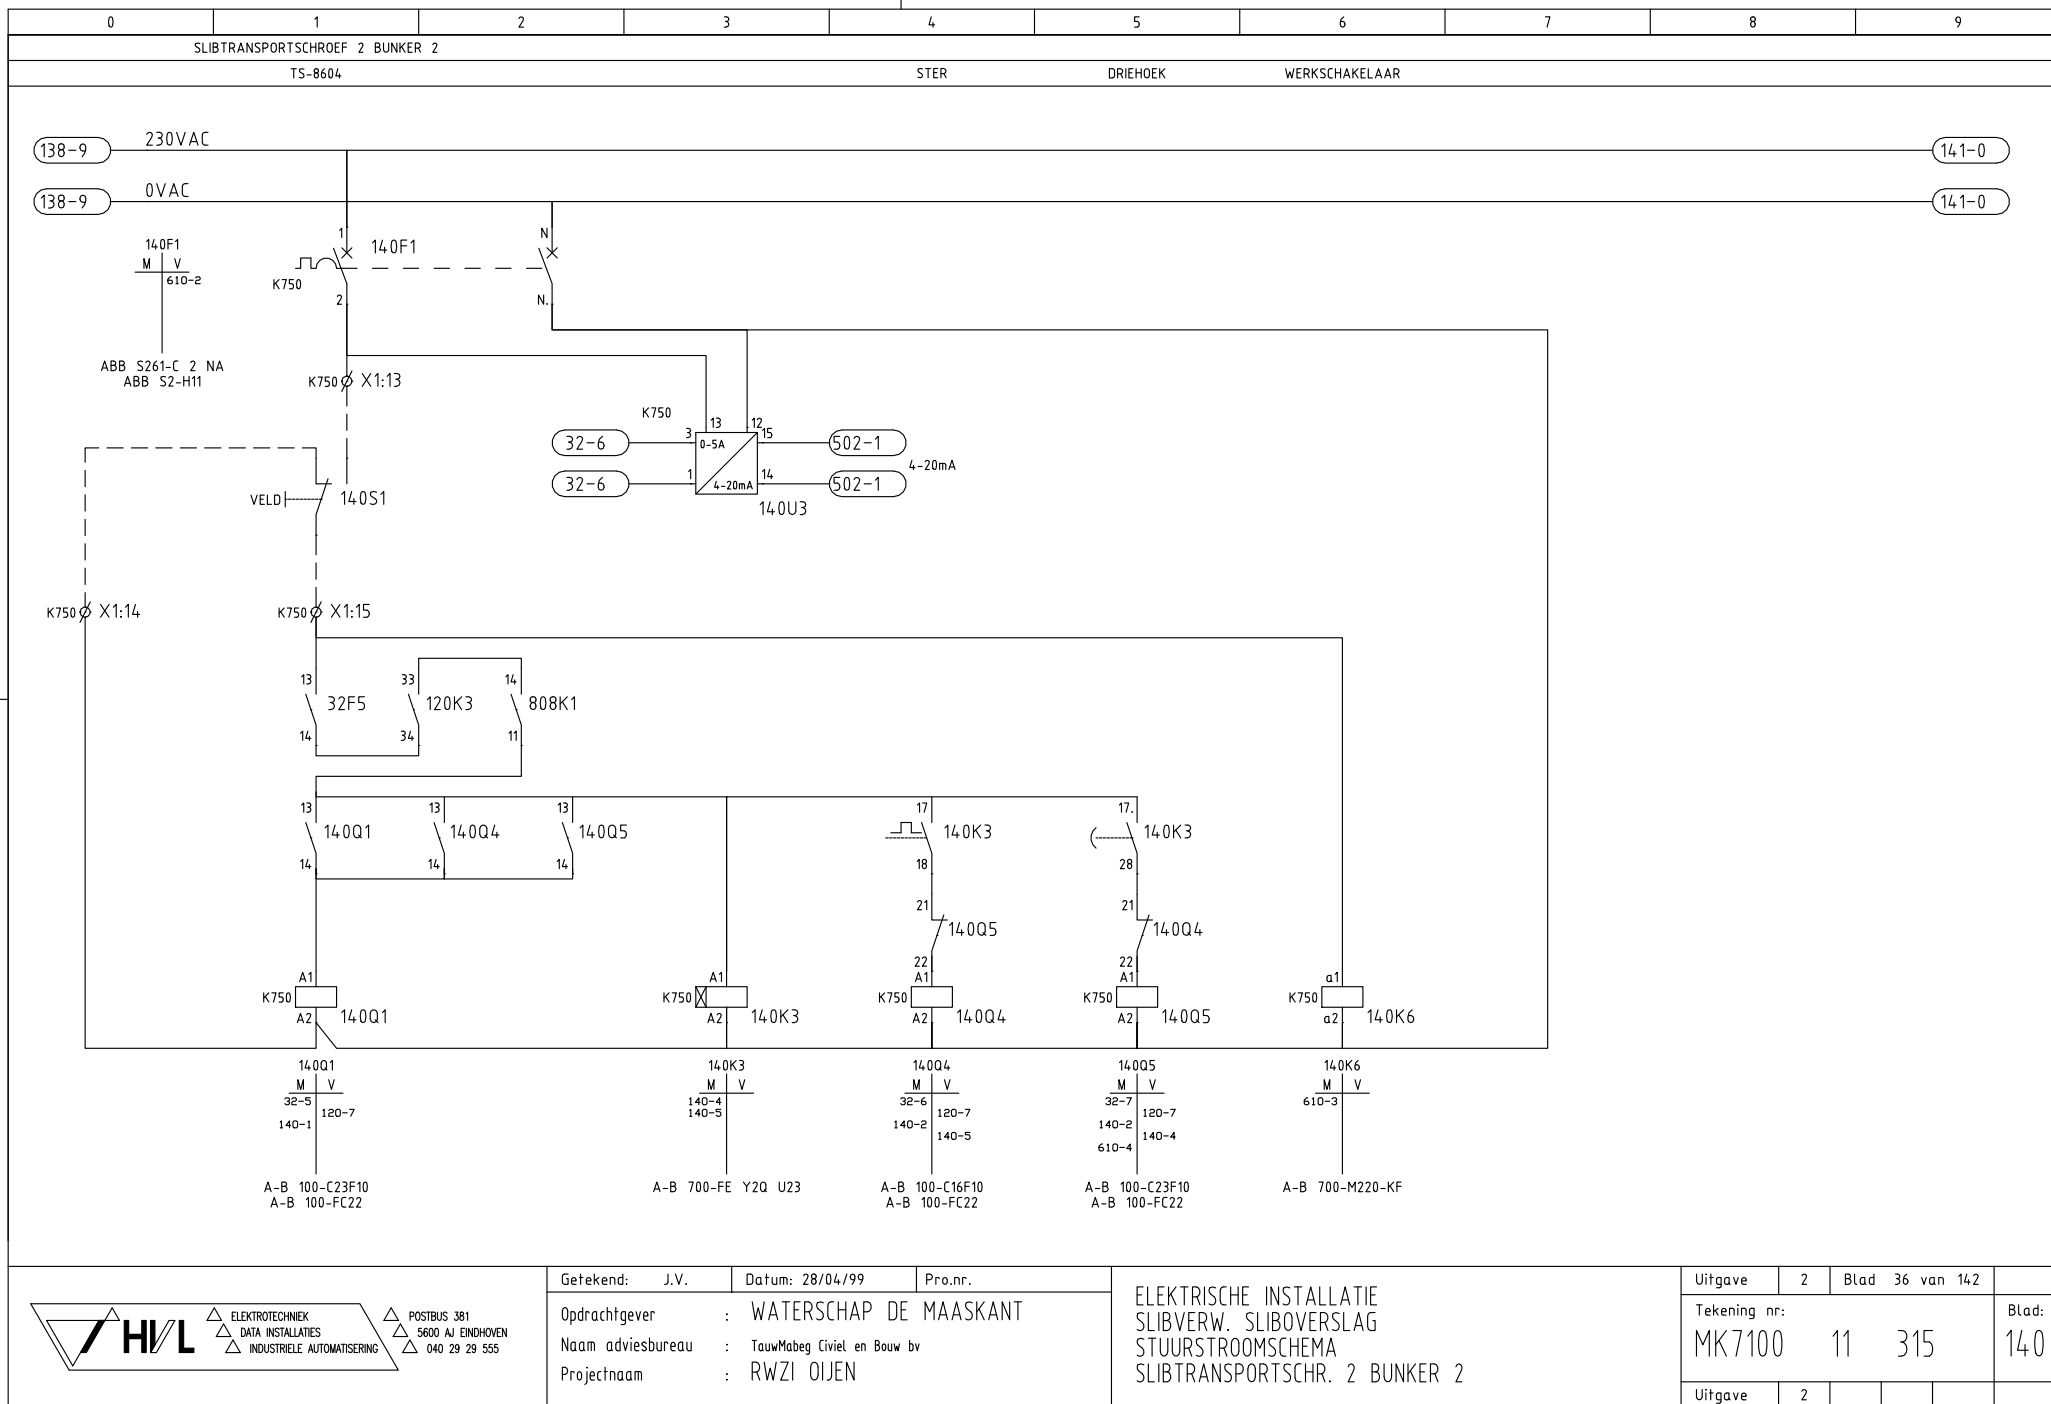 0 1 2 3 4 5 6 7 8 9
SLIBTRANSPORTSCHROEF 2 BUNKER 2
TS-8604 STER DRIEHOEK WERKSCHAKELAAR
138-9 230VAC 141-0
138-9 0VAC 141-0
140F1
M V
610-2
ABB S261-C 2 NA
ABB S2-H11
1 140F1 N
K750
2 N.
K750 X1:13
K750 13 12
32-6 3 0-5A 15 502-1
4-20mA
32-6 1 4-20mA 14 502-1
140U3
VELD 140S1
K750 X1:14 K750 X1:15
13 33 14
32F5 120K3 808K1
14 34 11
13 13 13 17 17.
140Q1 140Q4 140Q5 140K3 140K3
14 14 14 18 28
21 21
140Q5 140Q4
22 22
A1 A1 A1 A1 a1
K750 K750 K750 K750 K750
A2 140Q1 A2 140K3 A2 140Q4 A2 140Q5 a2 140K6
140Q1 140K3 140Q4 140Q5 140K6
M V M V M V M V M V
32-5 140-4 32-6 32-7 610-3
120-7 140-5 120-7 120-7
140-1 140-2 140-2
140-5 140-4
610-4
A-B 100-C23F10 A-B 700-FE Y2Q U23 A-B 100-C16F10 A-B 100-C23F10 A-B 700-M220-KF
A-B 100-FC22 A-B 100-FC22 A-B 100-FC22
HVL
ELEKTROTECHNIEK
DATA INSTALLATIES
INDUSTRIELE AUTOMATISERING
POSTBUS 381
5600 AJ EINDHOVEN
040 29 29 555
Getekend: J.V. Datum: 28/04/99 Pro.nr.
Opdrachtgever : WATERSCHAP DE MAASKANT
Naam adviesbureau : TauwMabeg Civiel en Bouw bv
Projectnaam : RWZI OIJEN
ELEKTRISCHE INSTALLATIE
SLIBVERW. SLIBOVERSLAG
STUURSTROOMSCHEMA
SLIBTRANSPORTSCHR. 2 BUNKER 2
Uitgave 2 Blad 36 van 142
Tekening nr: Blad:
MK7100 11 315 140
Uitgave 2